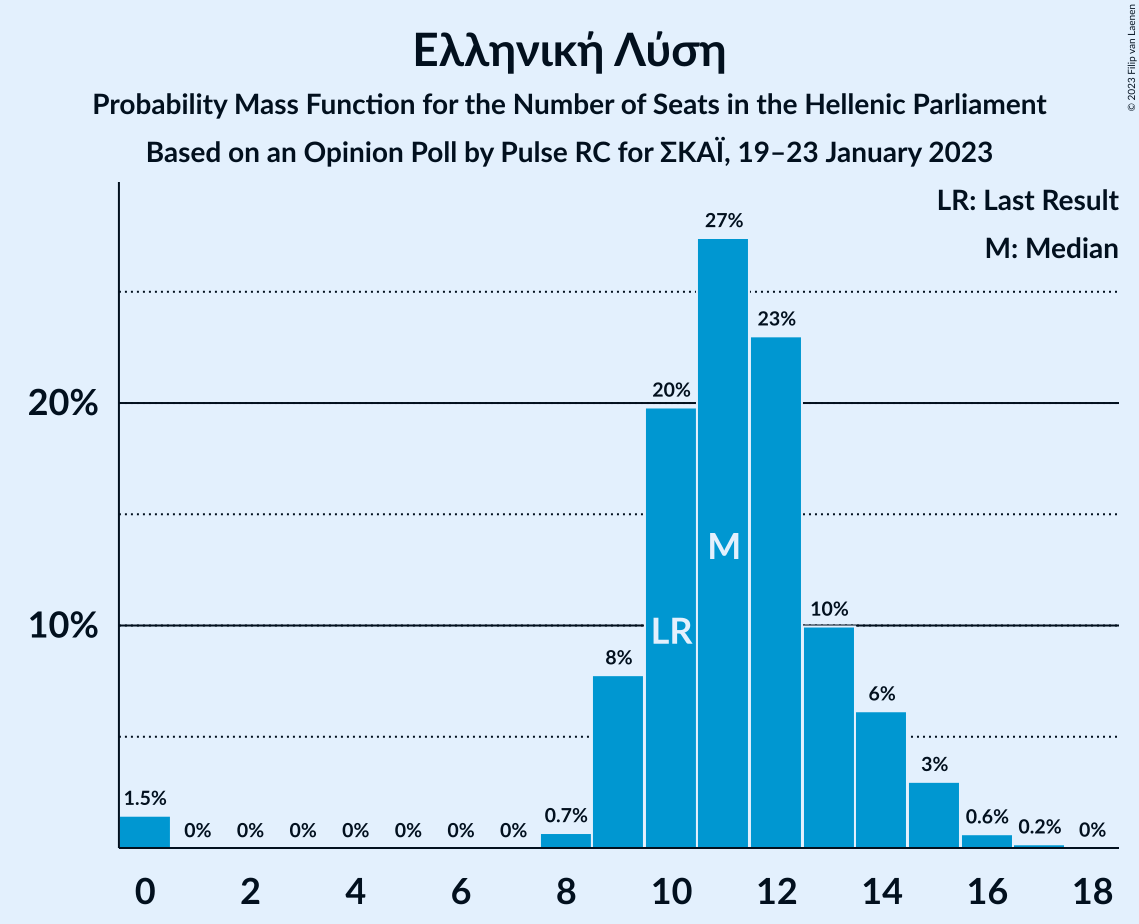 Ελληνική Λύση
Probability Mass Function for the Number of Seats in the Hellenic Parliament
Based on an Opinion Poll by Pulse RC for ΣΚΑΪ, 19–23 January 2023
© 2023 Filip van Laenen
LR: Last Result
M: Median
27%
23%
20%
20%
M
10%
10%
LR
8%
6%
3%
1.5%
0%
0%
0%
0%
0%
0%
0%
0.7%
0.6%
0.2%
0%
0 2 4 6 8 10 12 14 16 18